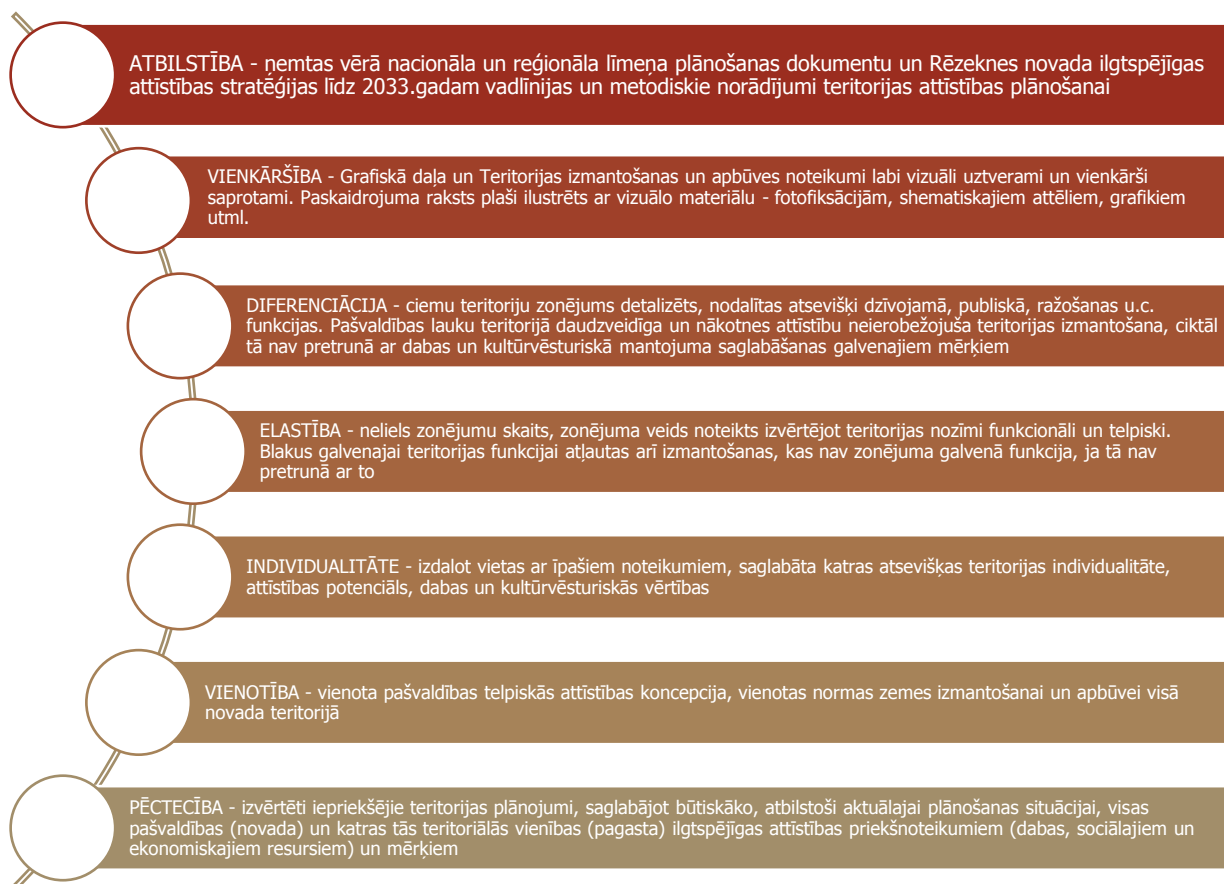 ATBILSTĪBA - ņemtas vērā nacionāla un reģionāla līmeņa plānošanas dokumentu un Rēzeknes novada ilgtspējīgas
attīstības stratēģijas līdz 2033.gadam vadlīnijas un metodiskie norādījumi teritorijas attīstības plānošanai
VIENKĀRŠĪBA - Grafiskā daļa un Teritorijas izmantošanas un apbūves noteikumi labi vizuāli uztverami un vienkārši
saprotami. Paskaidrojuma raksts plaši ilustrēts ar vizuālo materiālu - fotofiksācijām, shematiskajiem attēliem, grafikiem
utml.
DIFERENCIĀCIJA - ciemu teritoriju zonējums detalizēts, nodalītas atsevišķi dzīvojamā, publiskā, ražošanas u.c.
funkcijas. Pašvaldības lauku teritorijā daudzveidīga un nākotnes attīstību neierobežojuša teritorijas izmantošana, ciktāl
tā nav pretrunā ar dabas un kultūrvēsturiskā mantojuma saglabāšanas galvenajiem mērķiem
ELASTĪBA - neliels zonējumu skaits, zonējuma veids noteikts izvērtējot teritorijas nozīmi funkcionāli un telpiski.
Blakus galvenajai teritorijas funkcijai atļautas arī izmantošanas, kas nav zonējuma galvenā funkcija, ja tā nav
pretrunā ar to
INDIVIDUALITĀTE - izdalot vietas ar īpašiem noteikumiem, saglabāta katras atsevišķas teritorijas individualitāte,
attīstības potenciāls, dabas un kultūrvēsturiskās vērtības
VIENOTĪBA - vienota pašvaldības telpiskās attīstības koncepcija, vienotas normas zemes izmantošanai un apbūvei visā
novada teritorijā
PĒCTECĪBA - izvērtēti iepriekšējie teritorijas plānojumi, saglabājot būtiskāko, atbilstoši aktuālajai plānošanas situācijai, visas
pašvaldības (novada) un katras tās teritoriālās vienības (pagasta) ilgtspējīgas attīstības priekšnoteikumiem (dabas, sociālajiem un
ekonomiskajiem resursiem) un mērķiem